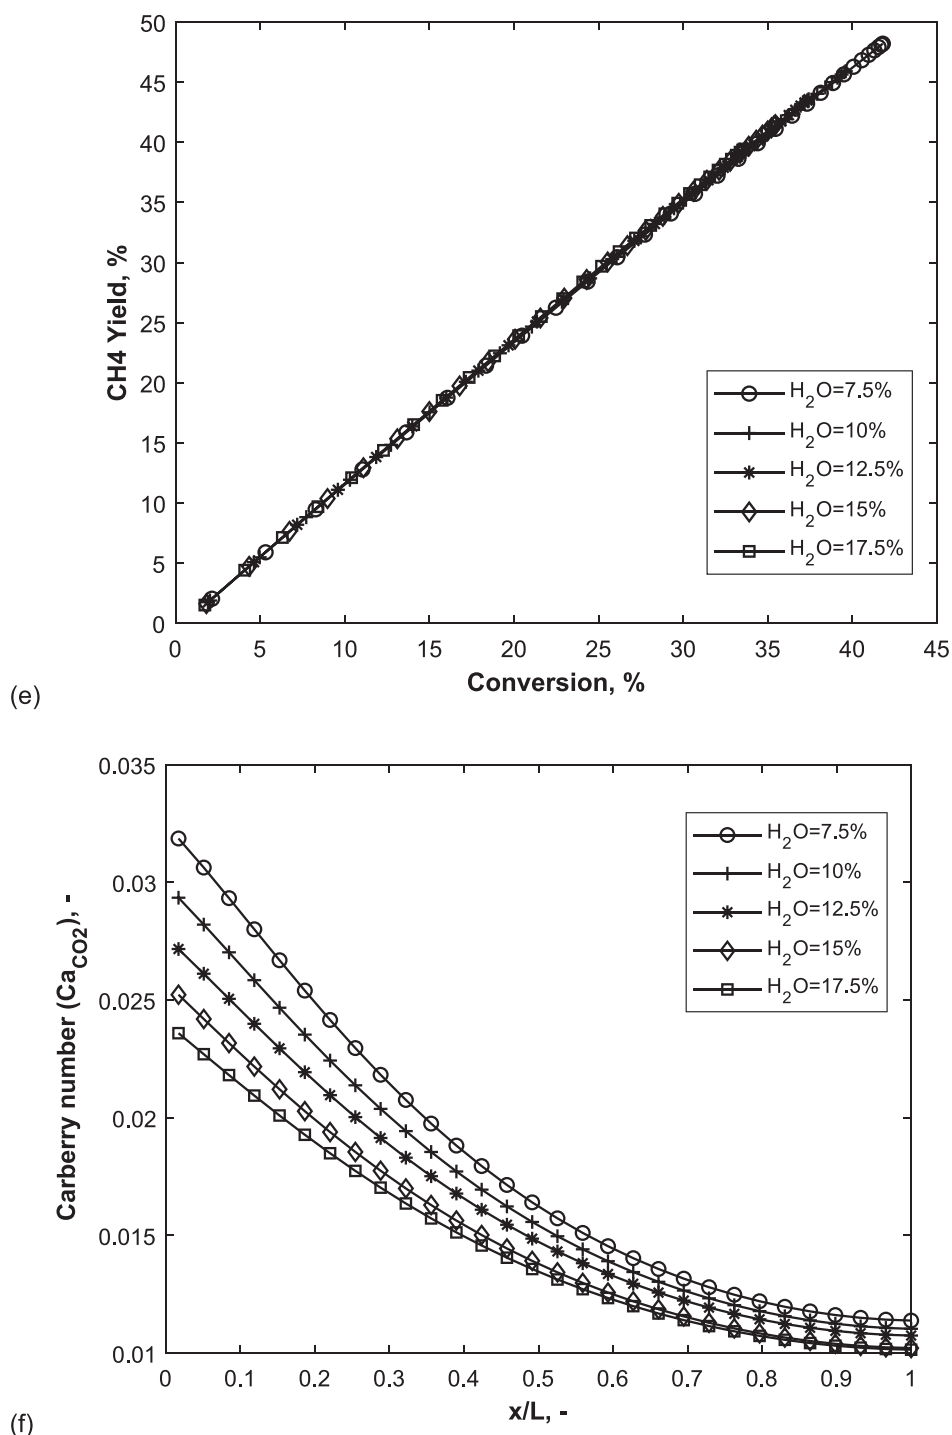 50
45
40
35
30
25
20
15
10
5
0
CH4 Yield, %
H2O=7.5%
H2O=10%
H2O=12.5%
H2O=15%
H2O=17.5%
0 5 10 15 20 25 30 35 40 45
Conversion, %
(e)
0.035
0.03
0.025
0.02
0.015
0.01
Carberry number (CaCO2), -
H2O=7.5%
H2O=10%
H2O=12.5%
H2O=15%
H2O=17.5%
0 0.1 0.2 0.3 0.4 0.5 0.6 0.7 0.8 0.9 1
x/L, -
(f)